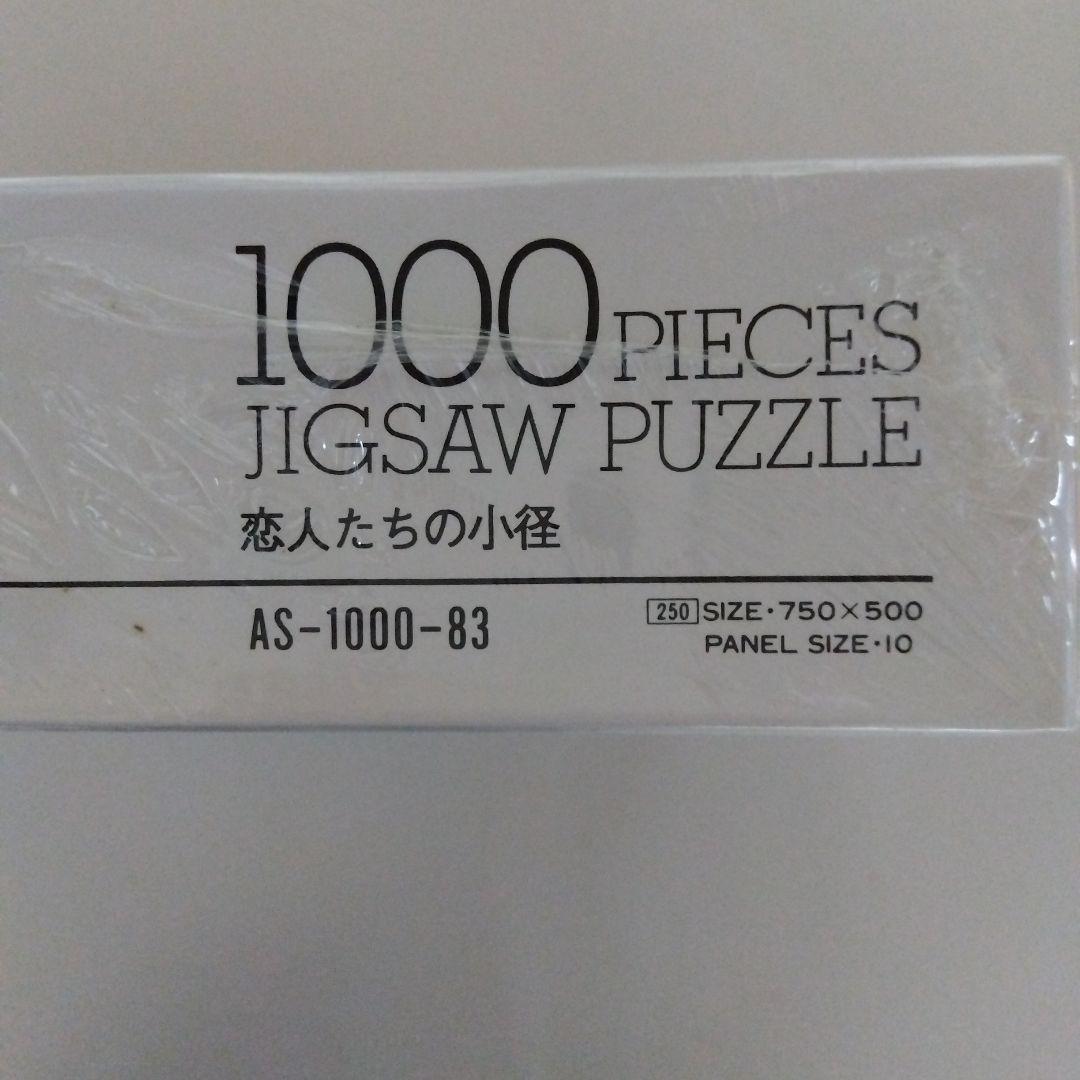 1000 PIECES
JIGSAW PUZZLE
恋人たちの小径
AS-1000-83
250 SIZE・750×500
PANEL SIZE・10